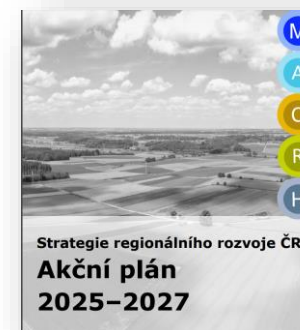 M
A
C
R
H
Strategie regionálního rozvoje ČR
Akční plán
2025–2027